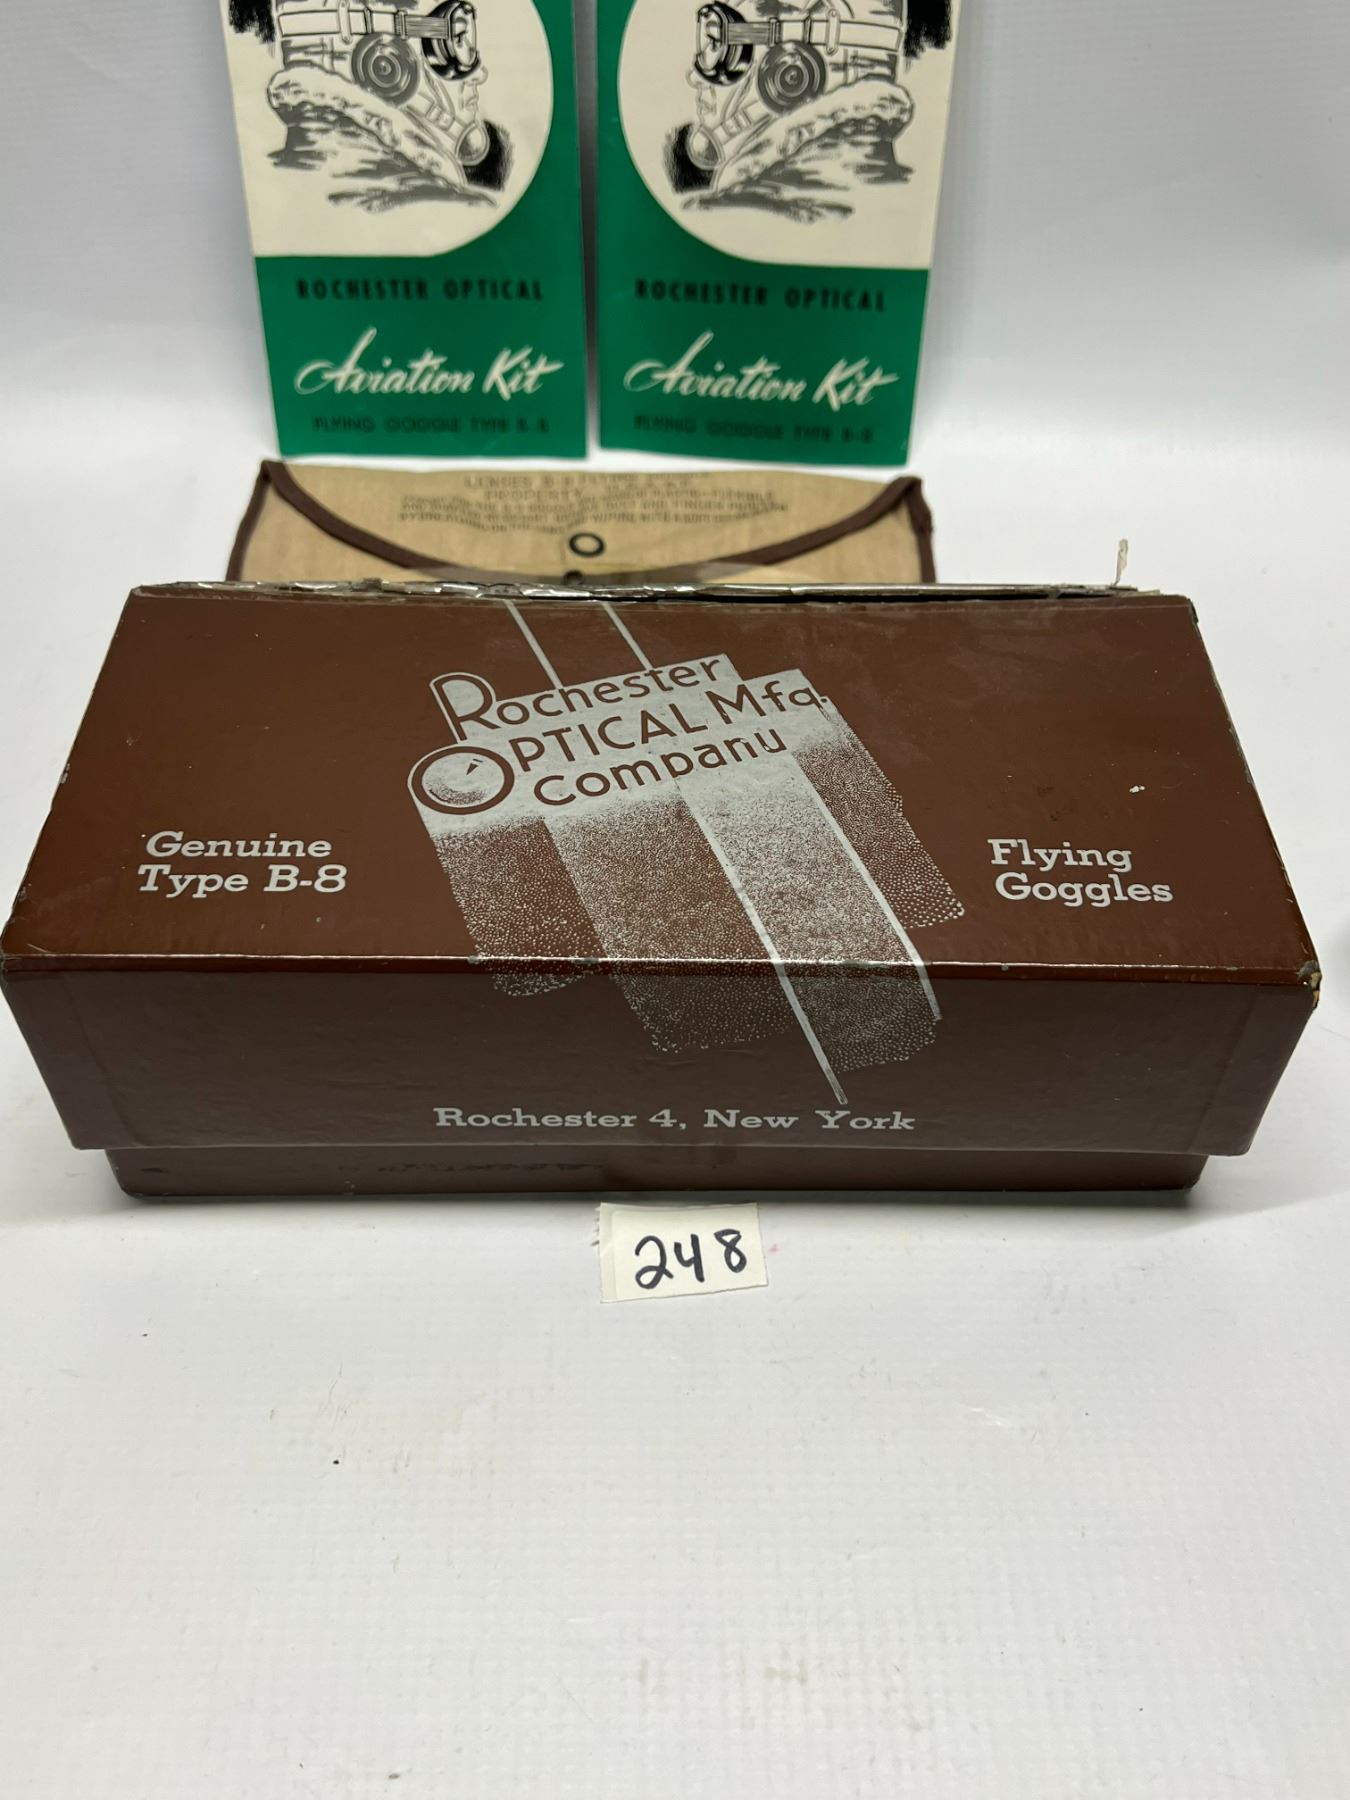 ROCHESTER OPTICAL
Aviation Kit
FLYING GOGGLE TYPE B-8
ROCHESTER OPTICAL
Aviation Kit
FLYING GOGGLE TYPE B-8
PROPERTY
Rochester
OPTICAL Mfg.
Company
Genuine
Type B-8
Flying
Goggles
Rochester 4, New York
248